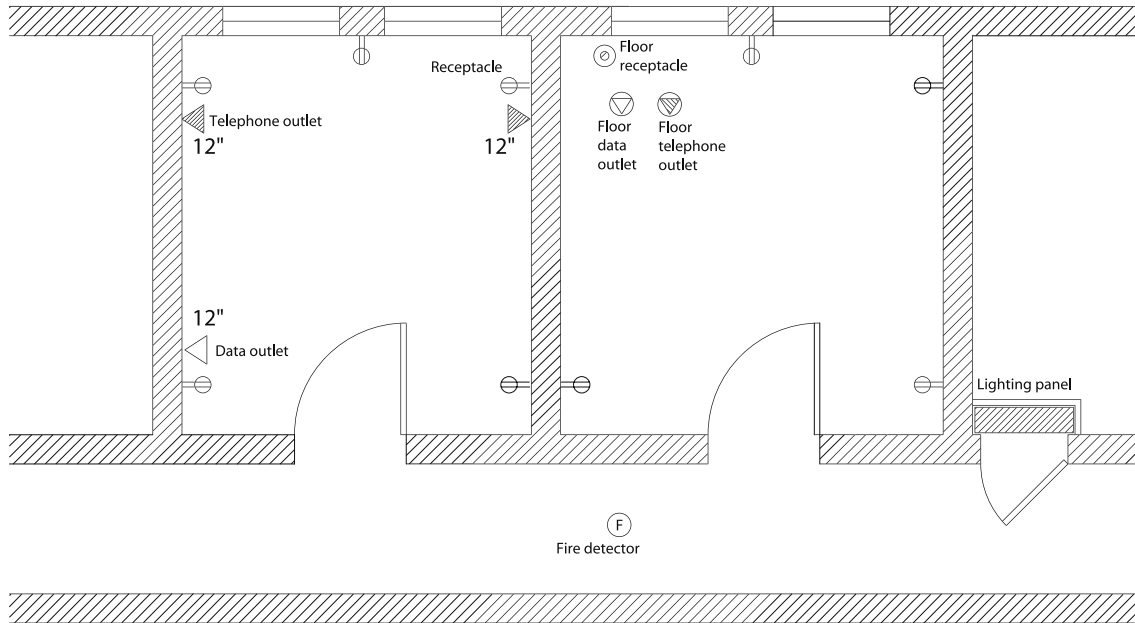 Floor
receptacle
Receptacle
Telephone outlet
12"
12"
Floor
data
outlet
Floor
telephone
outlet
12"
Data outlet
Lighting panel
F
Fire detector